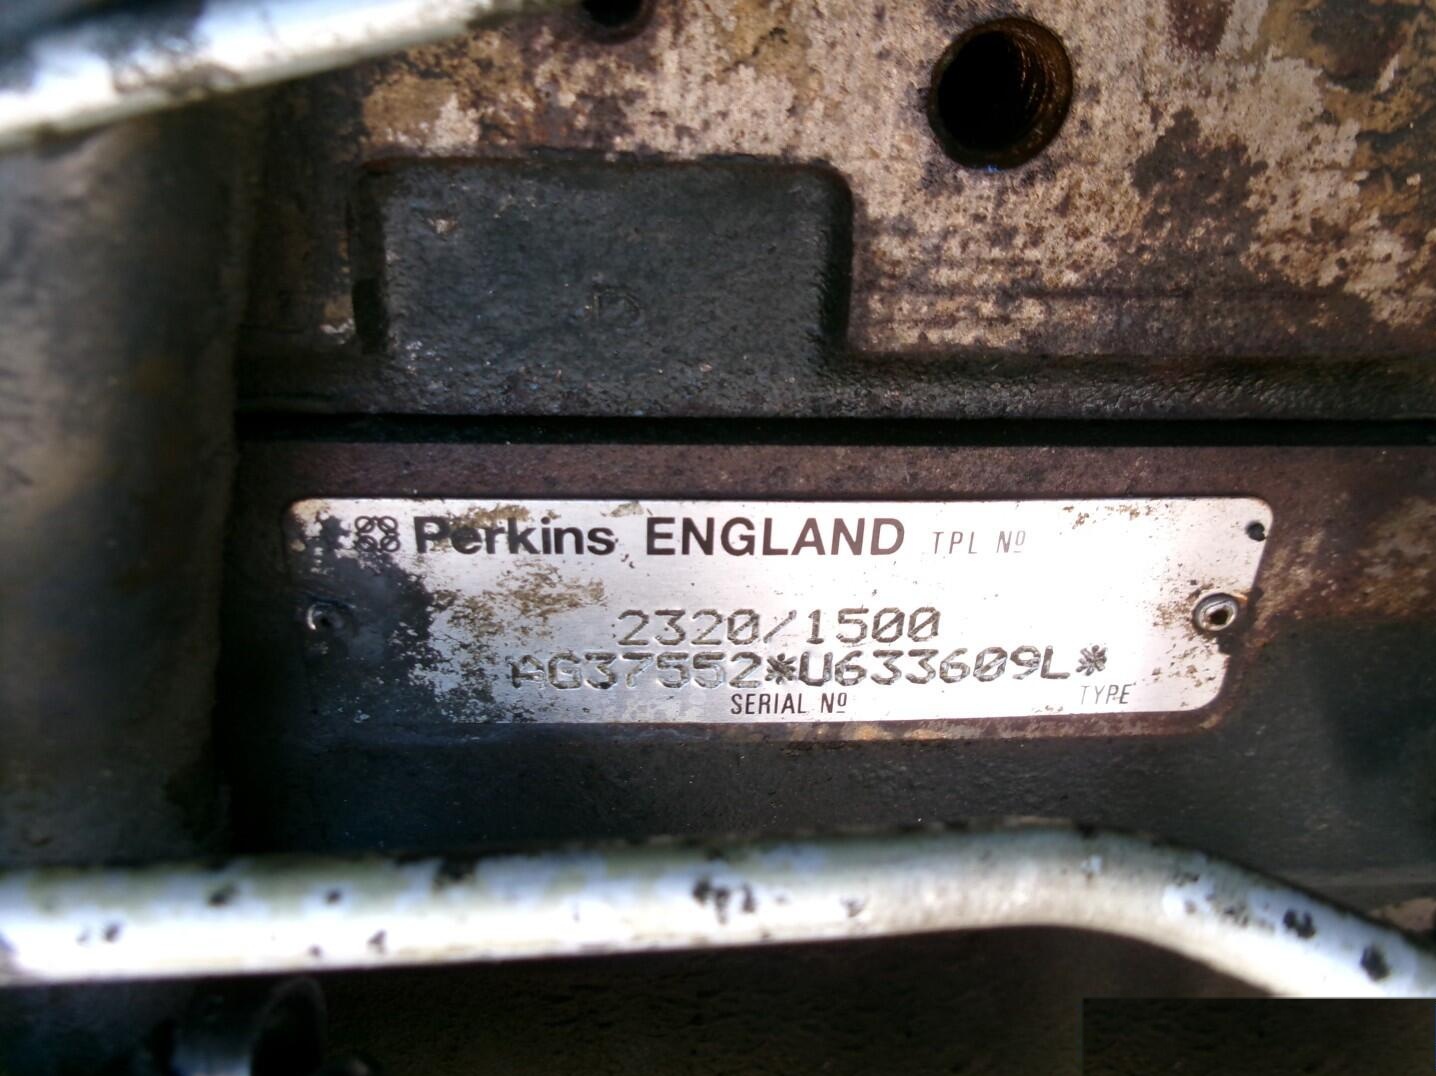 Perkins ENGLAND TPL Nº
2320/1500
AG37552*U633609L*
SERIAL Nº TYPE